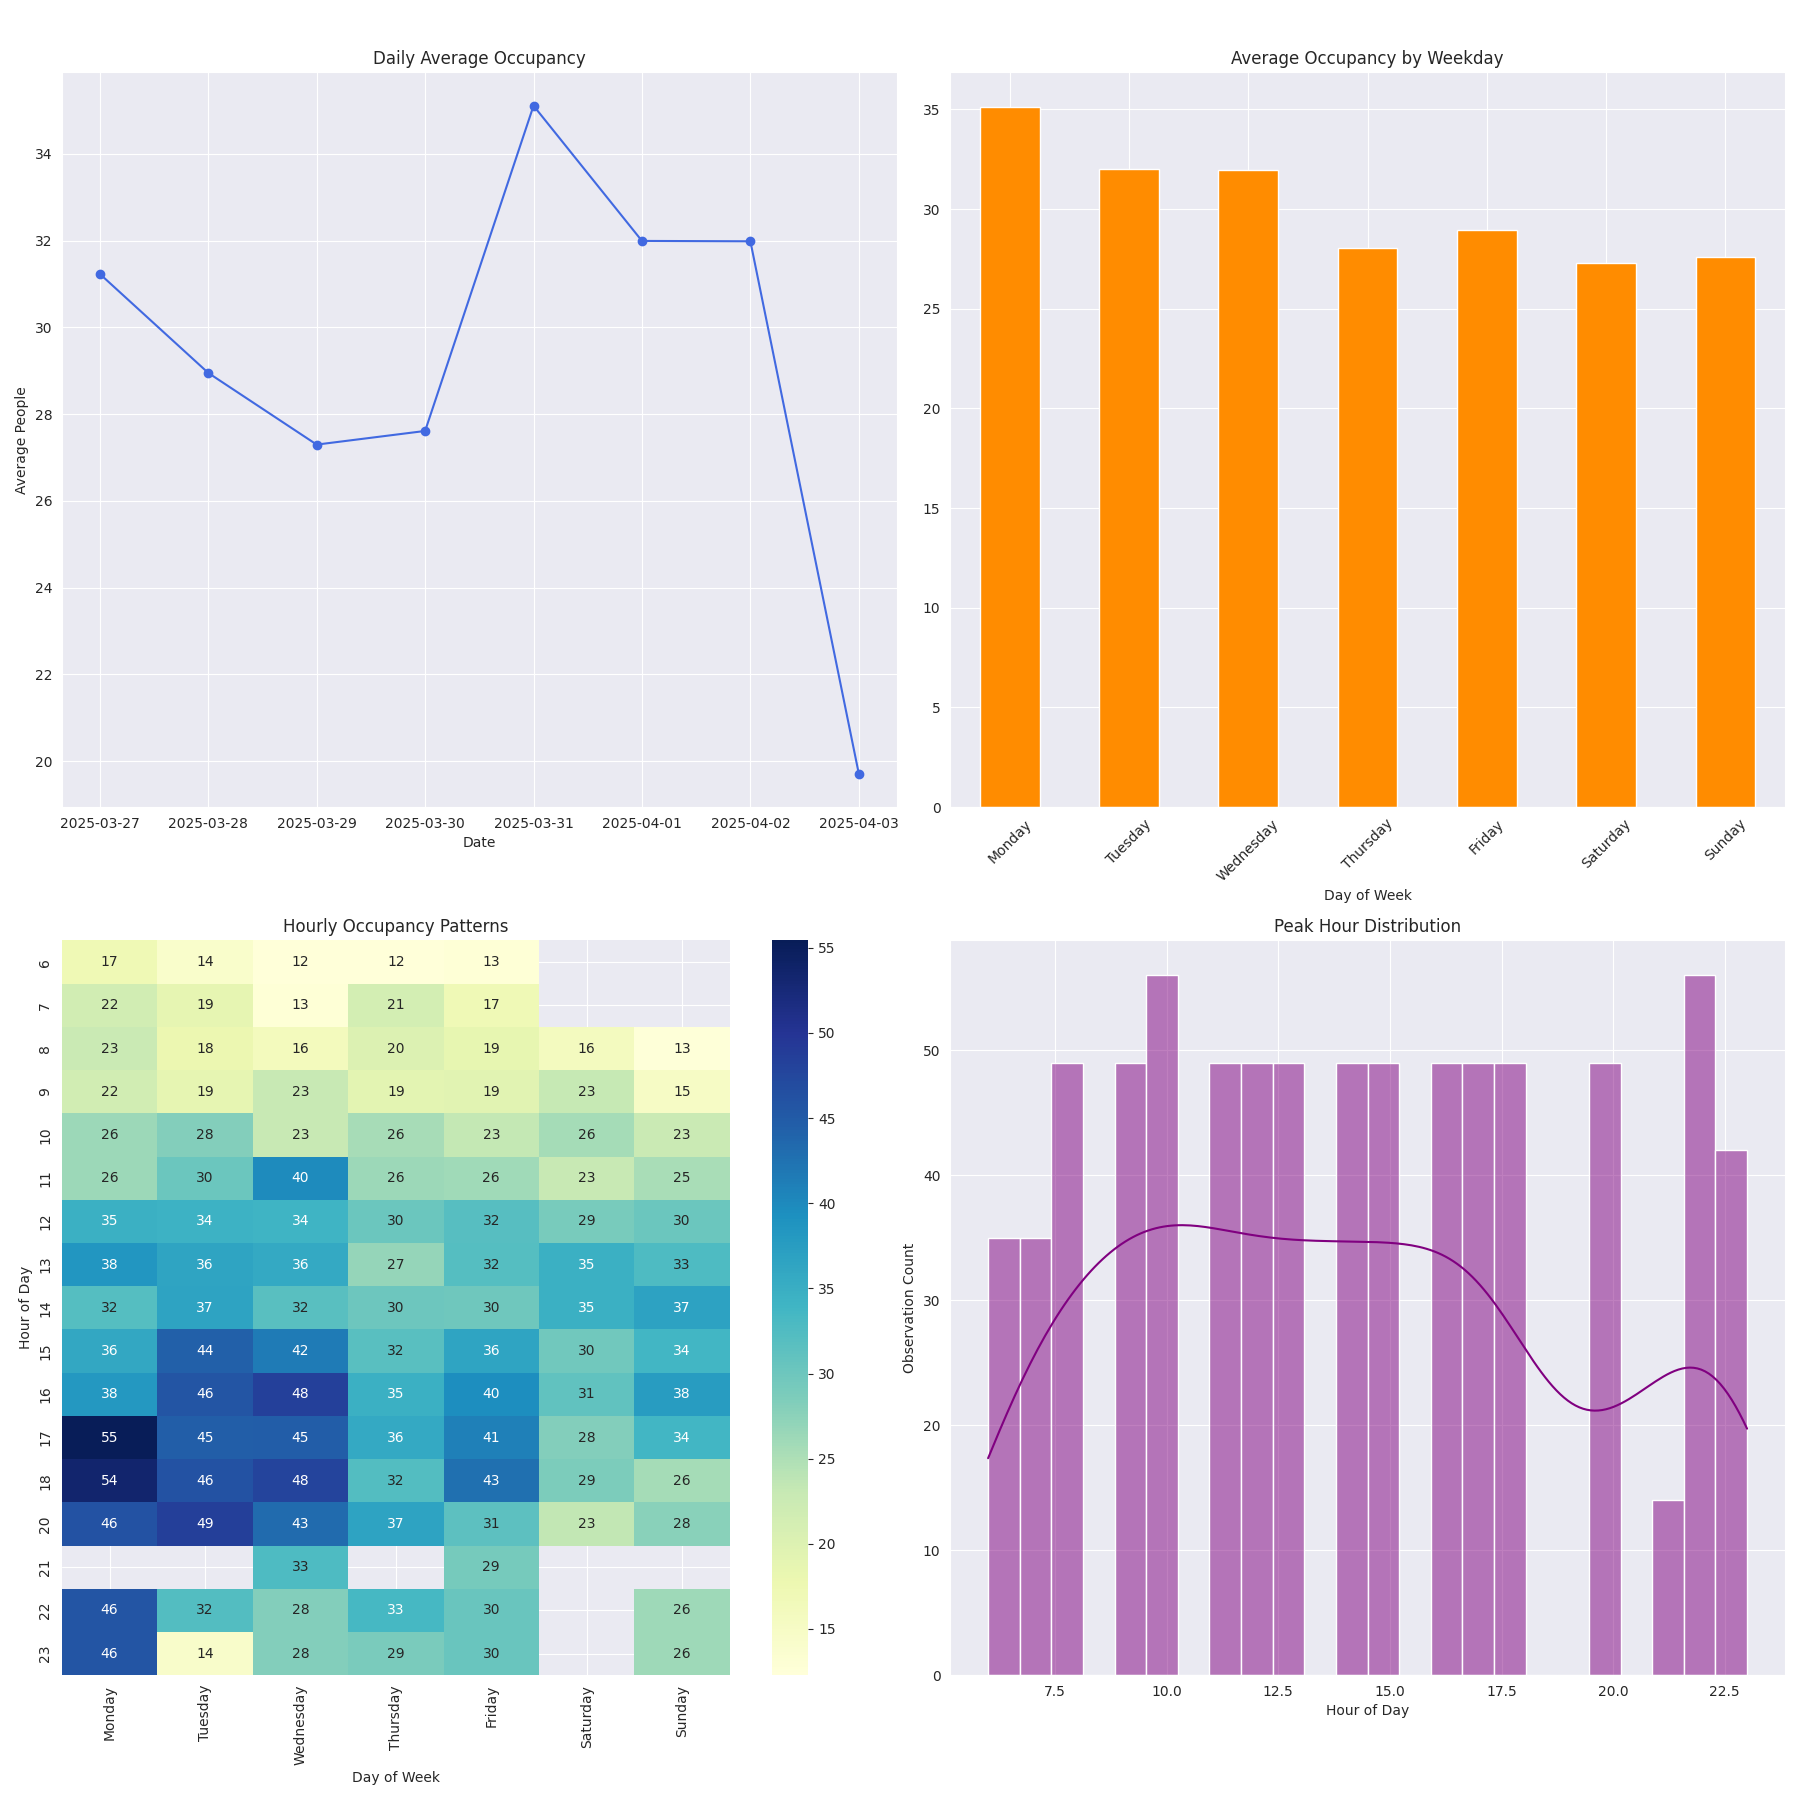 Daily Average Occupancy
Average People
34
32
30
28
26
24
22
20
2025-03-27 2025-03-28 2025-03-29 2025-03-30 2025-03-31 2025-04-01 2025-04-02 2025-04-03
Date
Average Occupancy by Weekday
35
30
25
20
15
10
5
0
Monday Tuesday Wednesday Thursday Friday Saturday Sunday
Day of Week
Hourly Occupancy Patterns
Hour of Day
6 17 14 12 12 13
7 22 19 13 21 17
8 23 18 16 20 19 16 13
9 22 19 23 19 19 23 15
10 26 28 23 26 23 26 23
11 26 30 40 26 26 23 25
12 35 34 34 30 32 29 30
13 38 36 36 27 32 35 33
14 32 37 32 30 30 35 37
15 36 44 42 32 36 30 34
16 38 46 48 35 40 31 38
17 55 45 45 36 41 28 34
18 54 46 48 32 43 29 26
20 46 49 43 37 31 23 28
21 33 29
22 46 32 28 33 30 26
23 46 14 28 29 30 26
Monday Tuesday Wednesday Thursday Friday Saturday Sunday
Day of Week
55
50
45
40
35
30
25
20
15
Peak Hour Distribution
Observation Count
50
40
30
20
10
0
7.5 10.0 12.5 15.0 17.5 20.0 22.5
Hour of Day